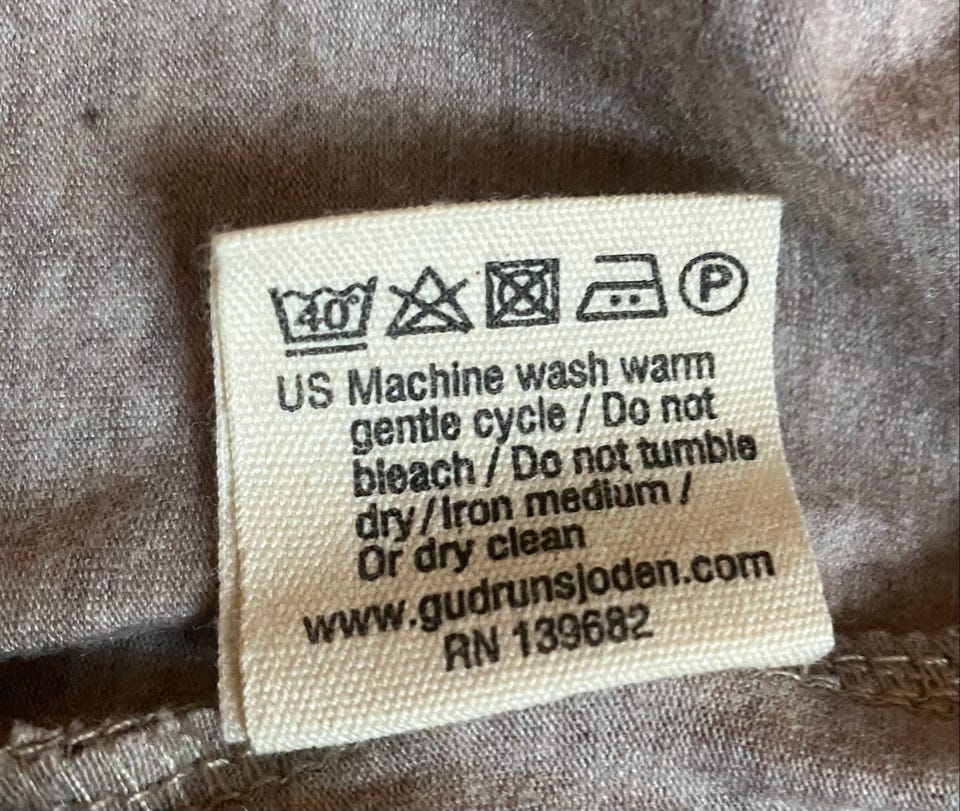 40° P
US Machine wash warm
gentle cycle / Do not
bleach / Do not tumble
dry / Iron medium /
Or dry clean
www.gudrunsjoden.com
RN 139682